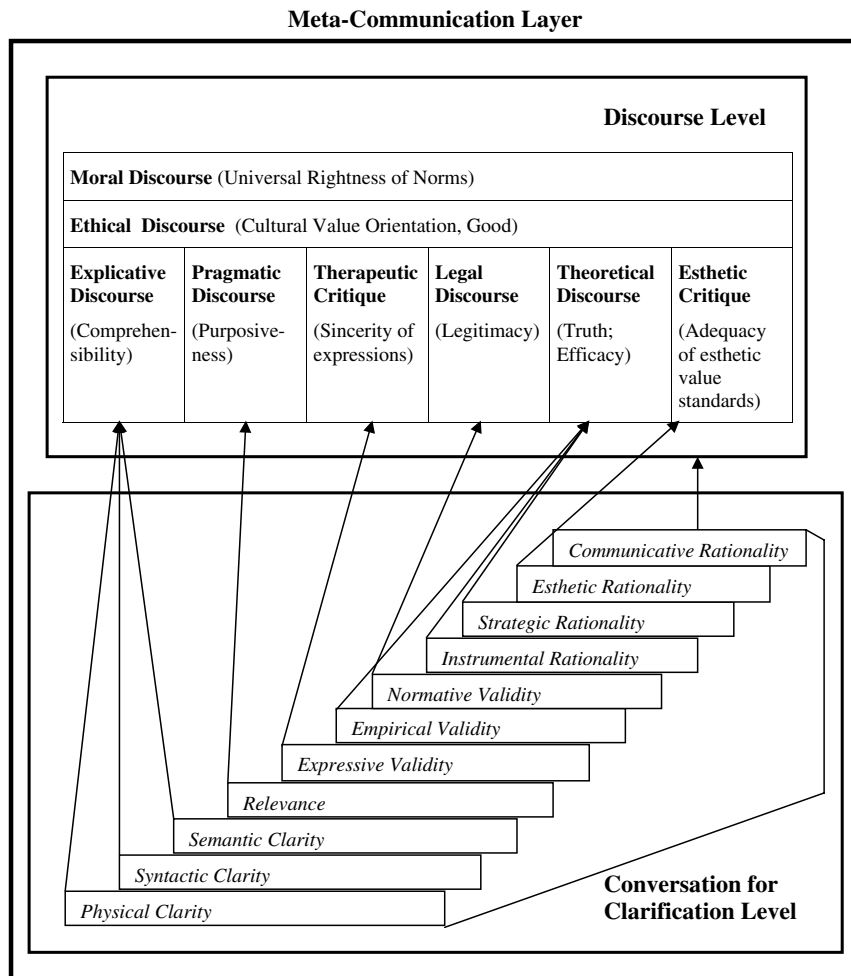 Meta-Communication Layer
Discourse Level
Moral Discourse (Universal Rightness of Norms)
Ethical Discourse (Cultural Value Orientation, Good)
Explicative
Discourse
(Comprehen-
sibility)
Pragmatic
Discourse
(Purposive-
ness)
Therapeutic
Critique
(Sincerity of
expressions)
Legal
Discourse
(Legitimacy)
Theoretical
Discourse
(Truth;
Efficacy)
Esthetic
Critique
(Adequacy
of esthetic
value
standards)
Communicative Rationality
Esthetic Rationality
Strategic Rationality
Instrumental Rationality
Normative Validity
Empirical Validity
Expressive Validity
Relevance
Semantic Clarity
Syntactic Clarity
Physical Clarity
Conversation for
Clarification Level